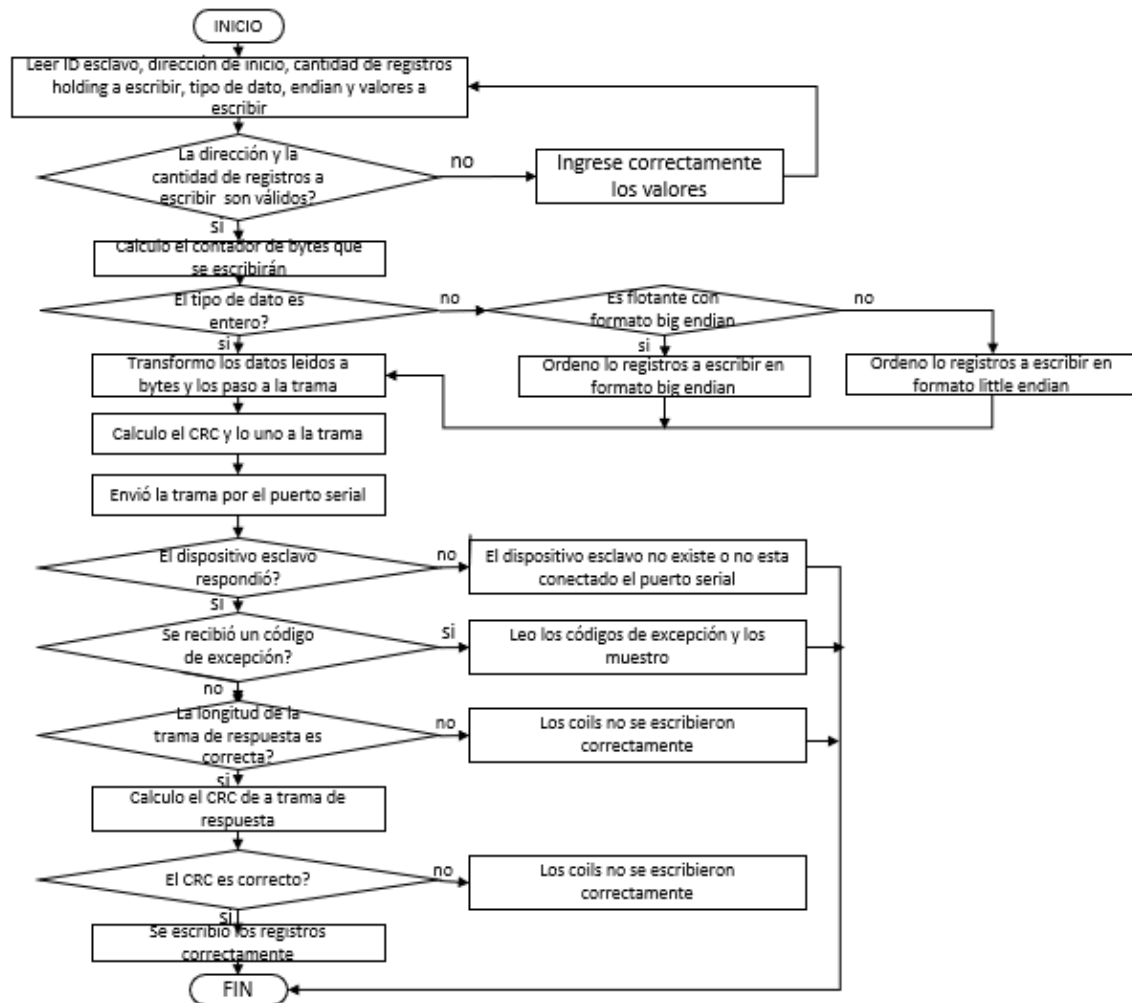 INICIO
Leer ID esclavo, dirección de inicio, cantidad de registros
holding a escribir, tipo de dato, endian y valores a
escribir
La dirección y la
cantidad de registros a
escribir son válidos?
no
Ingrese correctamente
los valores
si
Calculo el contador de bytes que
se escribirán
El tipo de dato es
entero?
no
Es flotante con
formato big endian
no
si
si
Transformo los datos leidos a
bytes y los paso a la trama
Ordeno lo registros a escribir en
formato big endian
Ordeno lo registros a escribir en
formato little endian
Calculo el CRC y lo uno a la trama
Envió la trama por el puerto serial
El dispositivo esclavo
respondió?
no
El dispositivo esclavo no existe o no esta
conectado el puerto serial
si
Se recibió un código
de excepción?
si
Leo los códigos de excepción y los
muestro
no
La longitud de la
trama de respuesta es
correcta?
no
Los coils no se escribieron
correctamente
si
Calculo el CRC de a trama de
respuesta
El CRC es correcto?
no
Los coils no se escribieron
correctamente
si
Se escribió los registros
correctamente
FIN